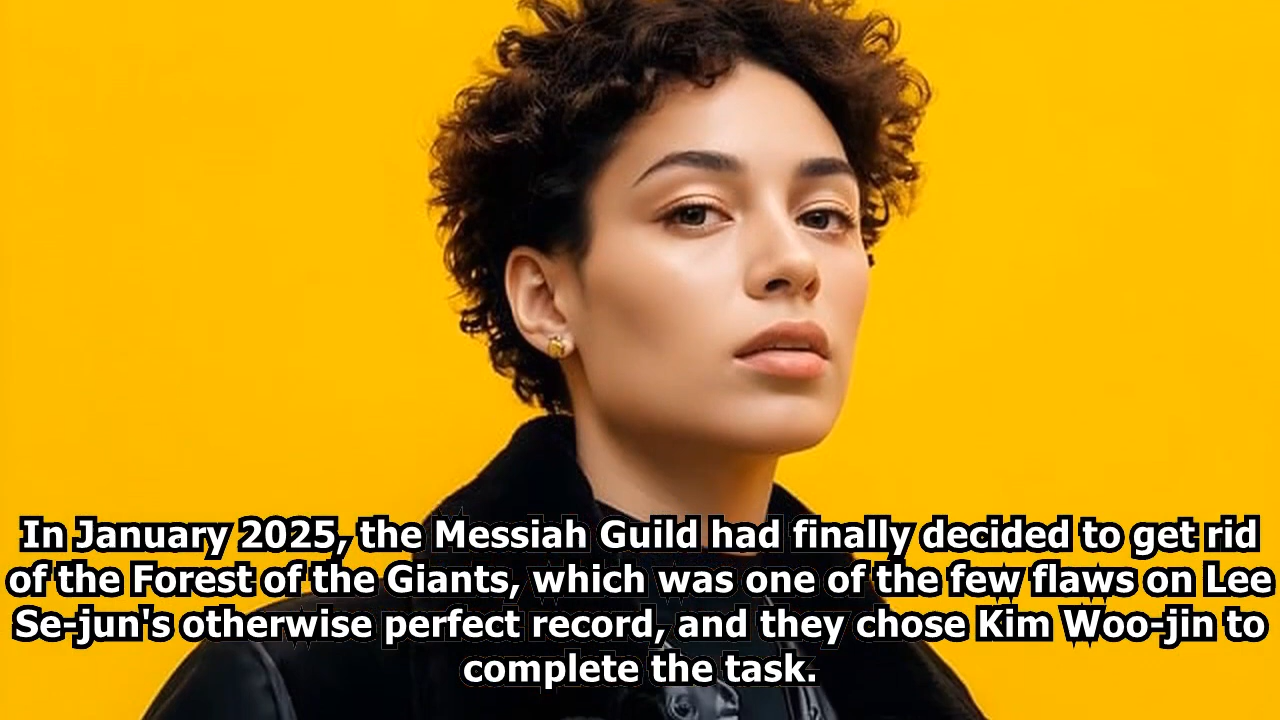 In January 2025, the Messiah Guild had finally decided to get rid
of the Forest of the Giants, which was one of the few flaws on Lee
Se-jun's otherwise perfect record, and they chose Kim Woo-jin to
complete the task.